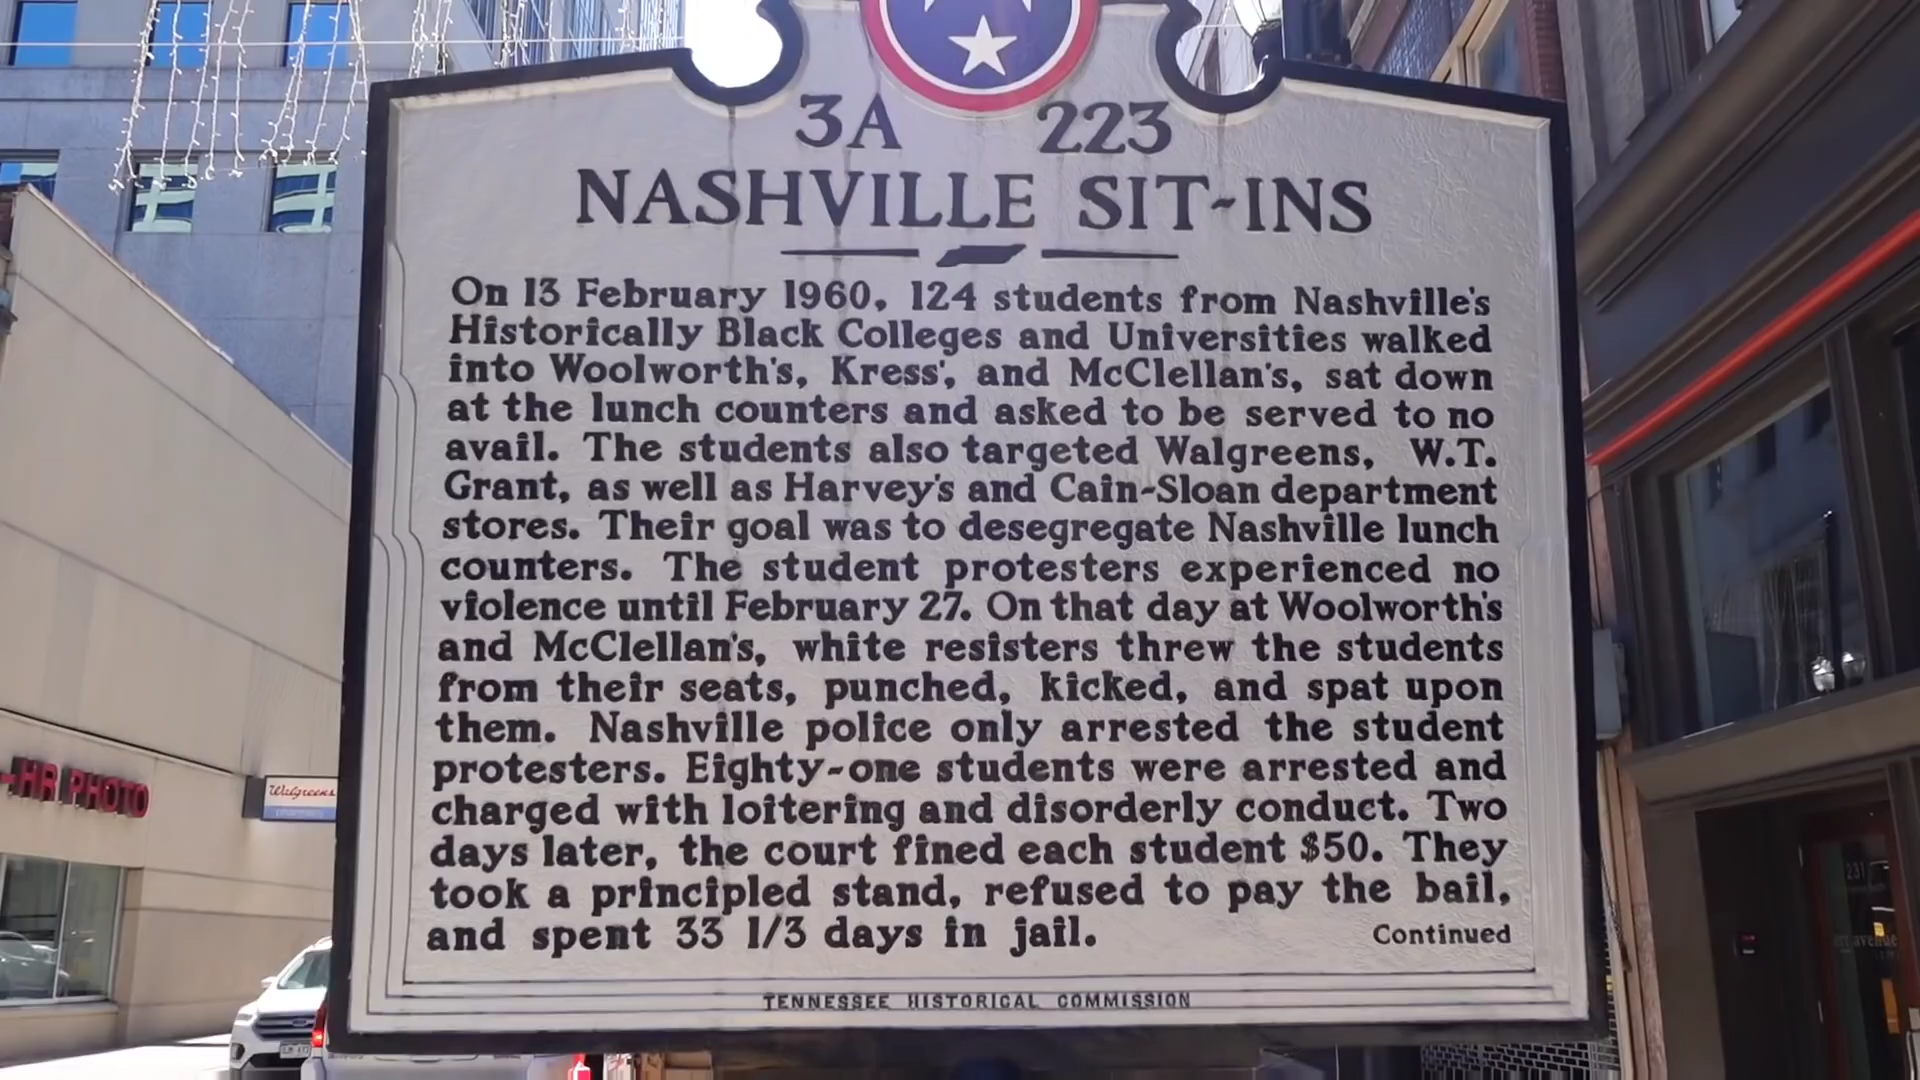 3A 223
NASHVILLE SIT-INS
On 13 February 1960, 124 students from Nashville's
Historically Black Colleges and Universities walked
into Woolworth's, Kress', and McClellan's, sat down
at the lunch counters and asked to be served to no
avail. The students also targeted Walgreens, W.T.
Grant, as well as Harvey's and Cain-Sloan department
stores. Their goal was to desegregate Nashville lunch
counters. The student protesters experienced no
violence until February 27. On that day at Woolworth's
and McClellan's, white resisters threw the students
from their seats, punched, kicked, and spat upon
them. Nashville police only arrested the student
protesters. Eighty-one students were arrested and
charged with loitering and disorderly conduct. Two
days later, the court fined each student $50. They
took a principled stand, refused to pay the bail,
and spent 33 1/3 days in jail.
Continued
TENNESSEE HISTORICAL COMMISSION
-HR PHOTO
Walgreens
pharmacy
231